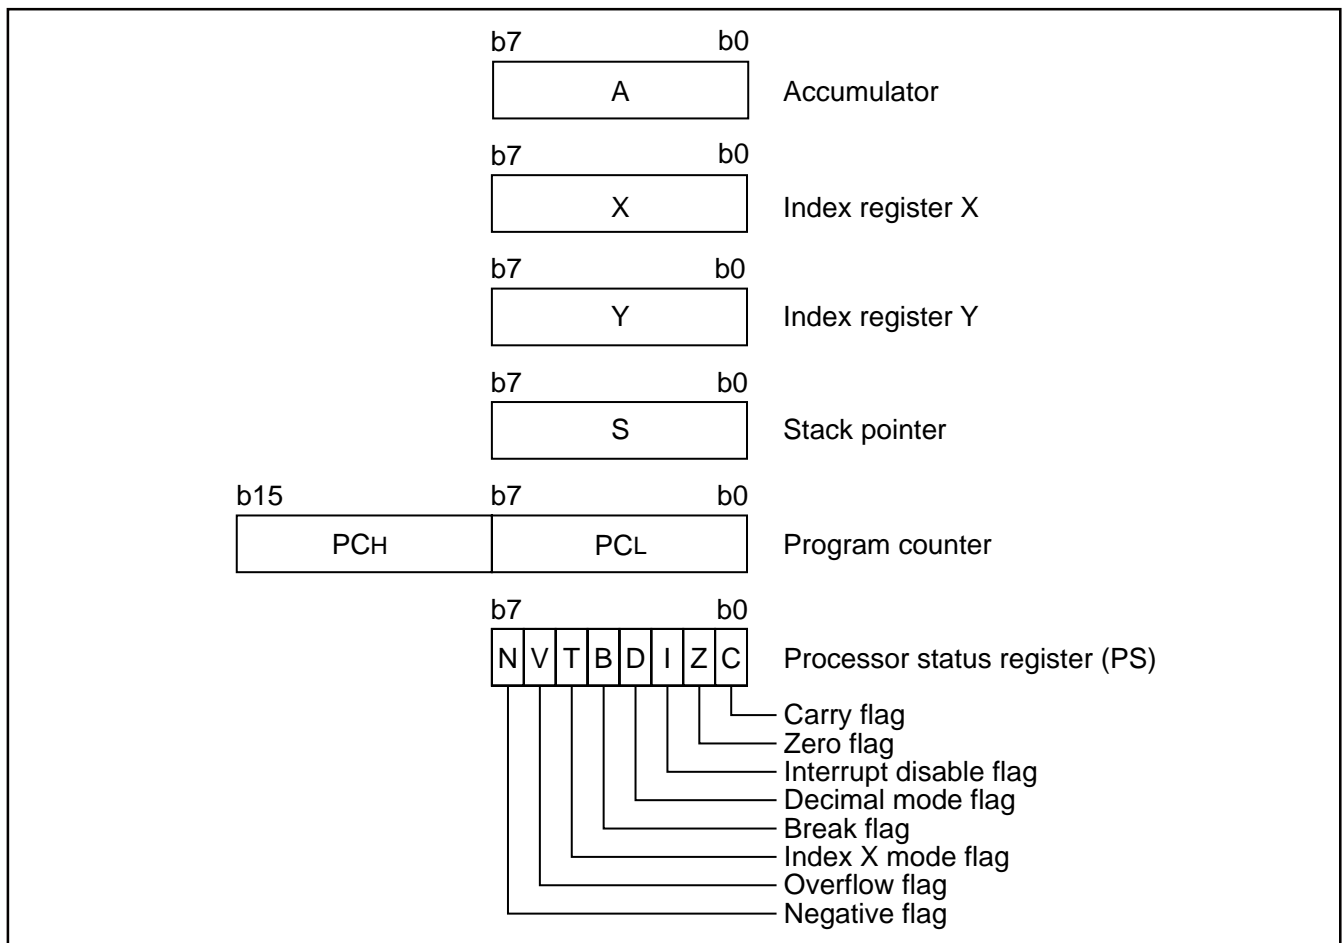 b7 b0
A Accumulator
b7 b0
X Index register X
b7 b0
Y Index register Y
b7 b0
S Stack pointer
b15 b7 b0
PCH PCL Program counter
b7 b0
N V T B D I Z C Processor status register (PS)
Carry flag
Zero flag
Interrupt disable flag
Decimal mode flag
Break flag
Index X mode flag
Overflow flag
Negative flag